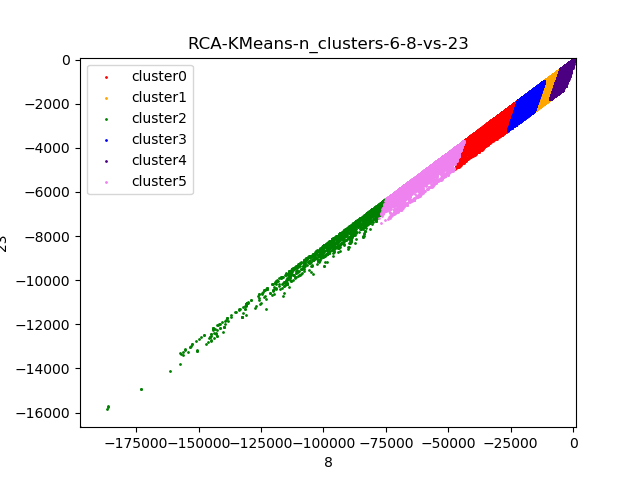 RCA-KMeans-n_clusters-6-8-vs-23
cluster0
cluster1
cluster2
cluster3
cluster4
cluster5
0
−2000
−4000
−6000
−8000
−10000
−12000
−14000
−16000
23
−175000 −150000 −125000 −100000 −75000 −50000 −25000 0
8